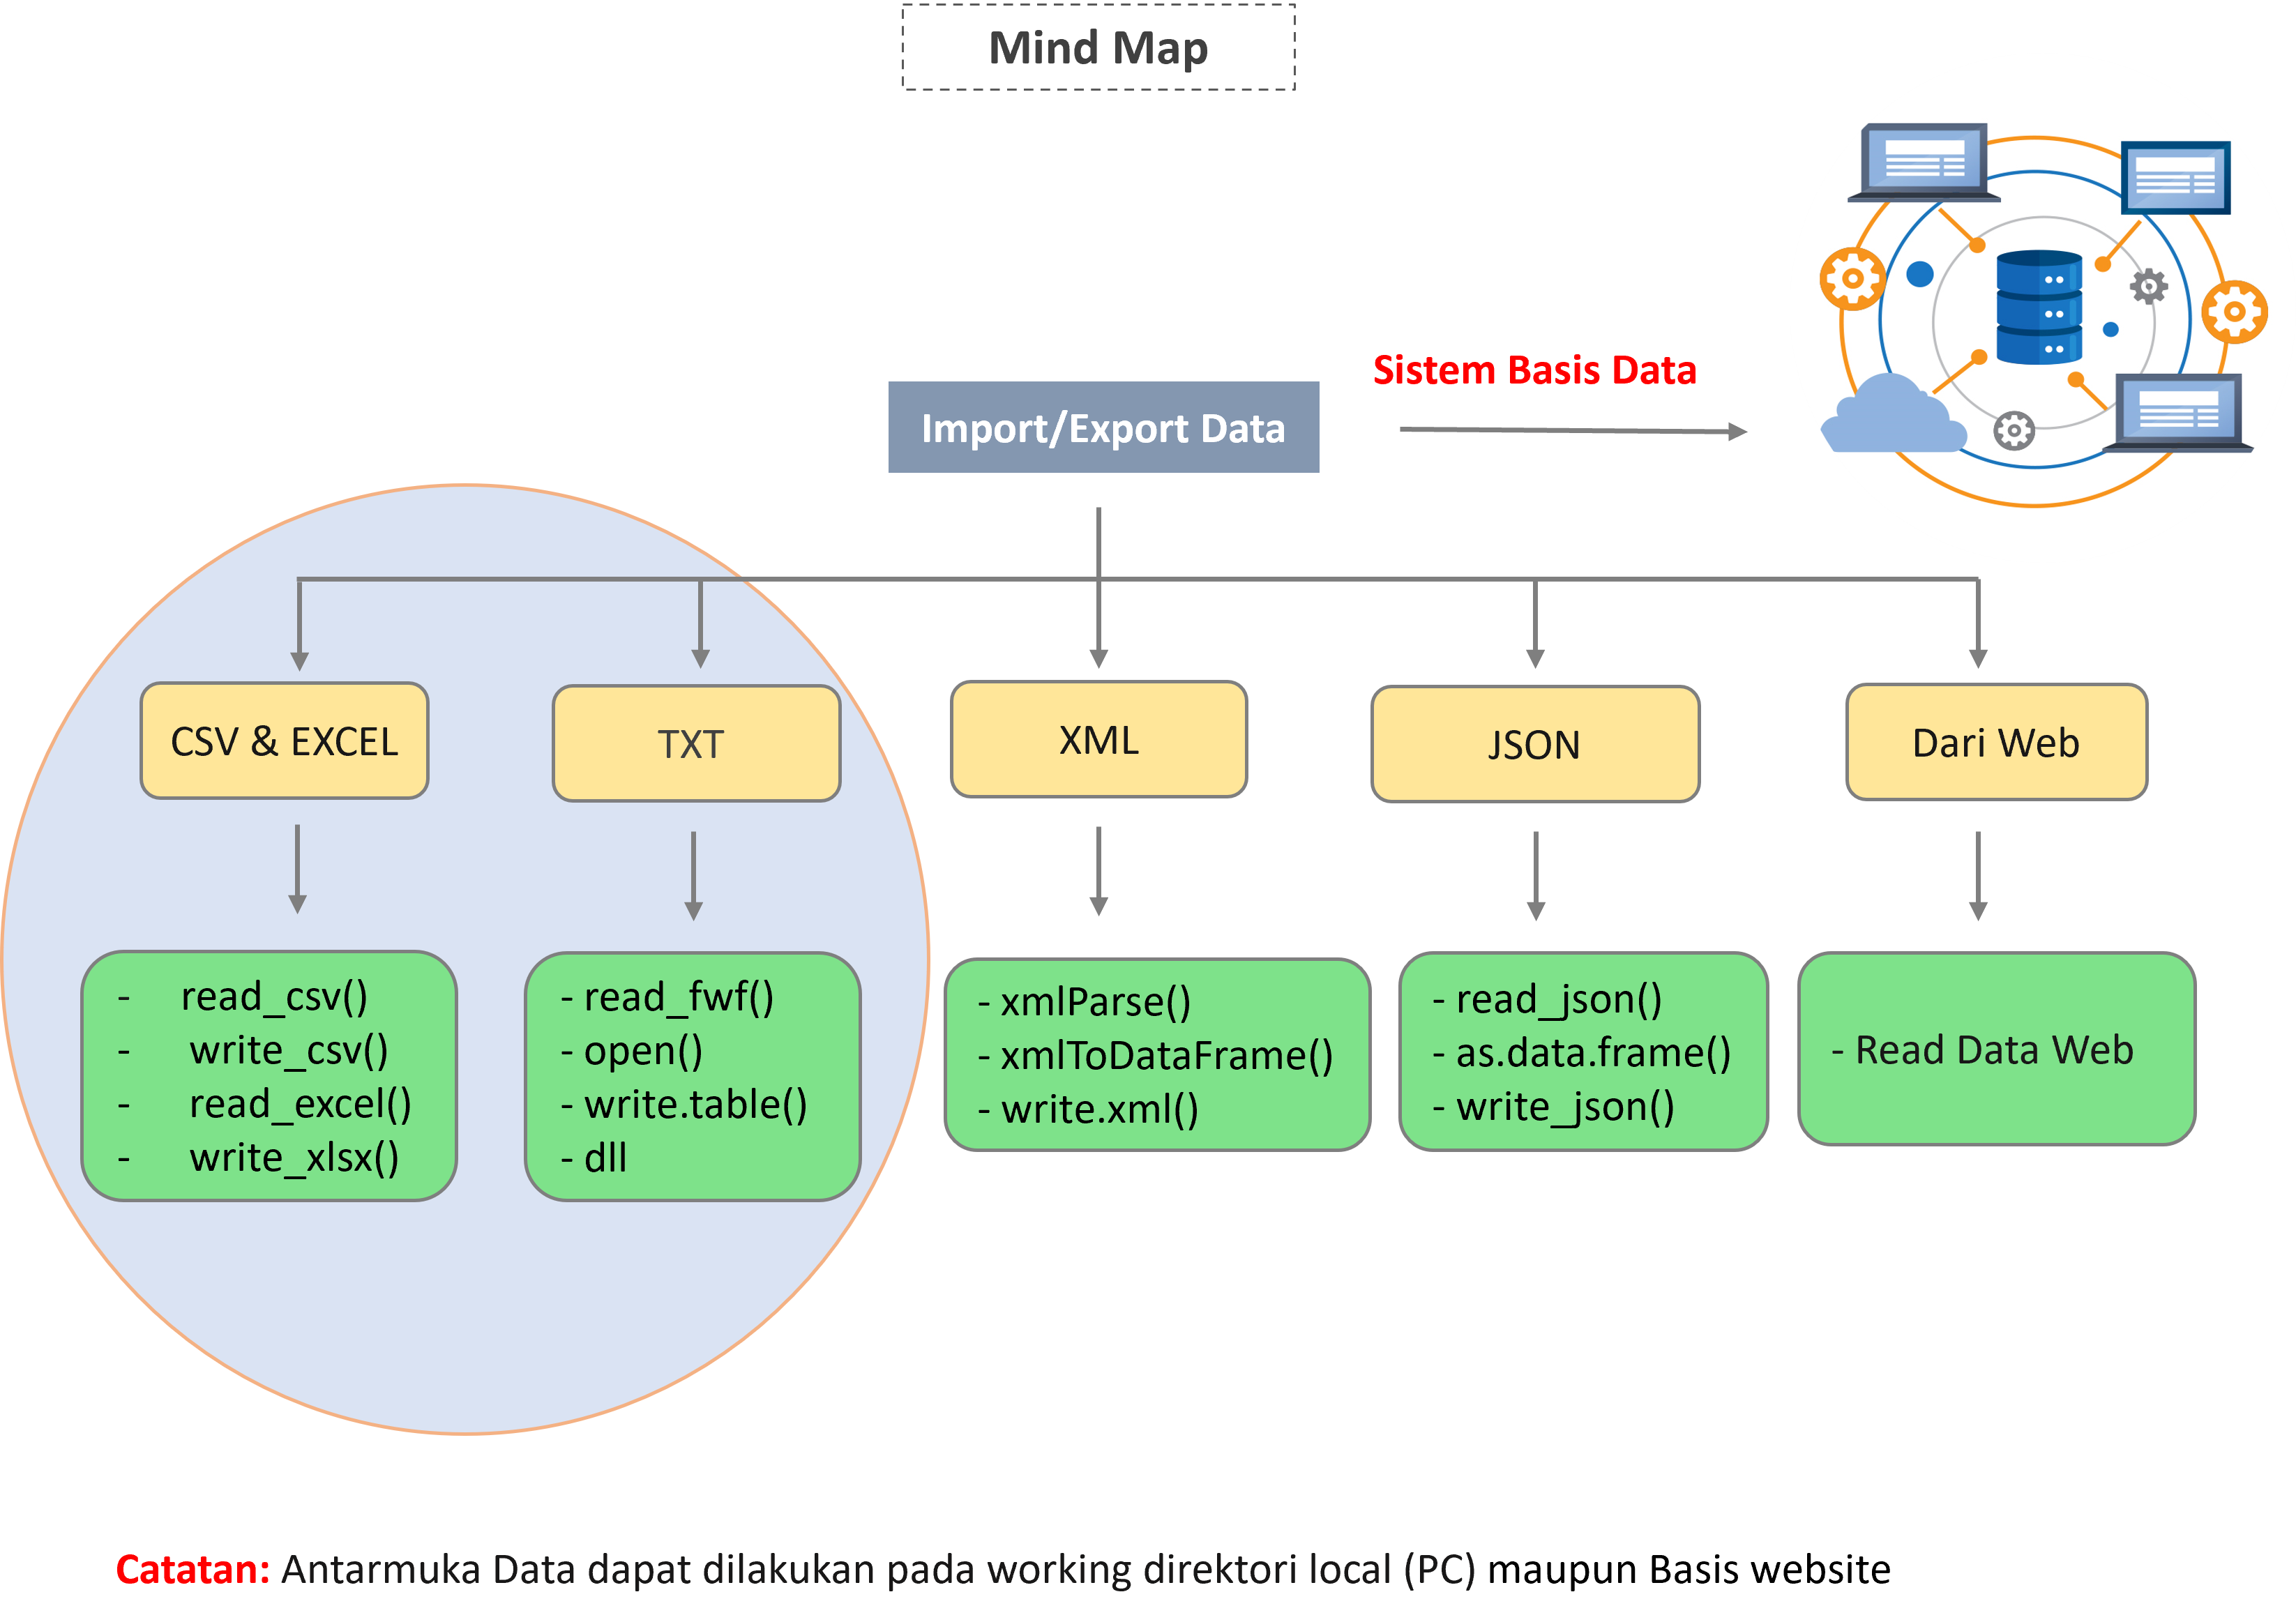 Mind Map
Sistem Basis Data
Import/Export Data
CSV & EXCEL
TXT
XML
JSON
Dari Web
- read_csv()
- write_csv()
- read_excel()
- write_xlsx()
- read_fwf()
- open()
- write.table()
- dll
- xmlParse()
- xmlToDataFrame()
- write.xml()
- read_json()
- as.data.frame()
- write_json()
- Read Data Web
Catatan: Antarmuka Data dapat dilakukan pada working direktori local (PC) maupun Basis website